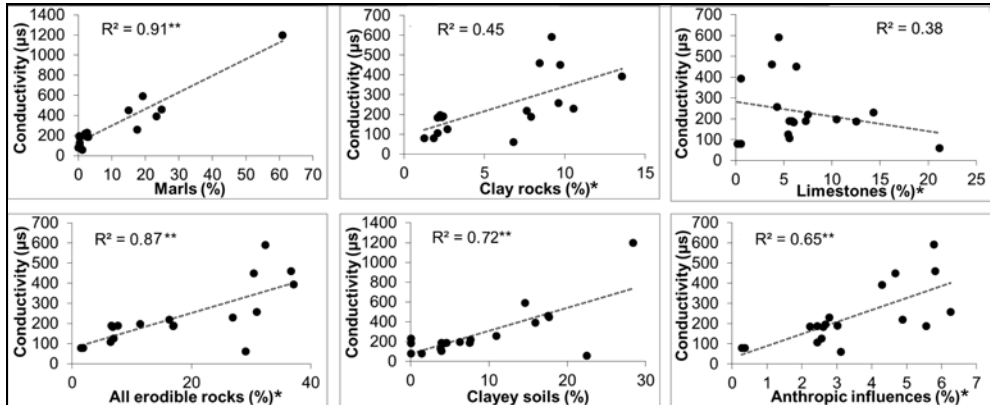 Conductivity (µs)
1400
1200
1000
800
600
400
200
0
R² = 0.91**
0 10 20 30 40 50 60 70
Marls (%)
Conductivity (µs)
700
600
500
400
300
200
100
0
R² = 0.45
0 5 10 15
Clay rocks (%)*
Conductivity (µs)
700
600
500
400
300
200
100
0
R² = 0.38
0 5 10 15 20 25
Limestones (%)*
Conductivity (µs)
700
600
500
400
300
200
100
0
R² = 0.87**
0 20 40
All erodible rocks (%)*
Conductivity (µs)
1400
1200
1000
800
600
400
200
0
R² = 0.72**
0 10 20 30
Clayey soils (%)
Conductivity (µs)
700
600
500
400
300
200
100
0
R² = 0.65**
0 1 2 3 4 5 6 7
Anthropic influences (%)*